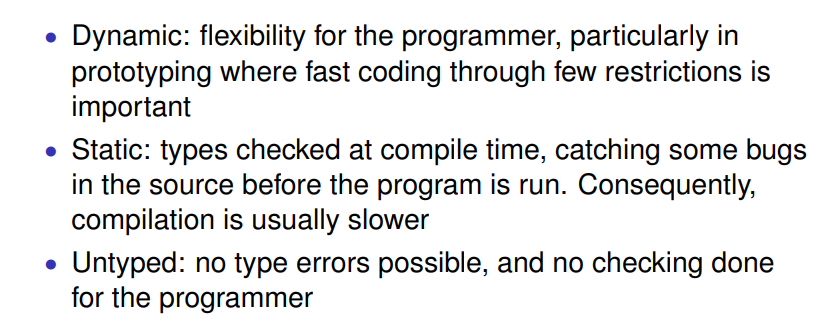 • Dynamic: flexibility for the programmer, particularly in
prototyping where fast coding through few restrictions is
important
• Static: types checked at compile time, catching some bugs
in the source before the program is run. Consequently,
compilation is usually slower
• Untyped: no type errors possible, and no checking done
for the programmer